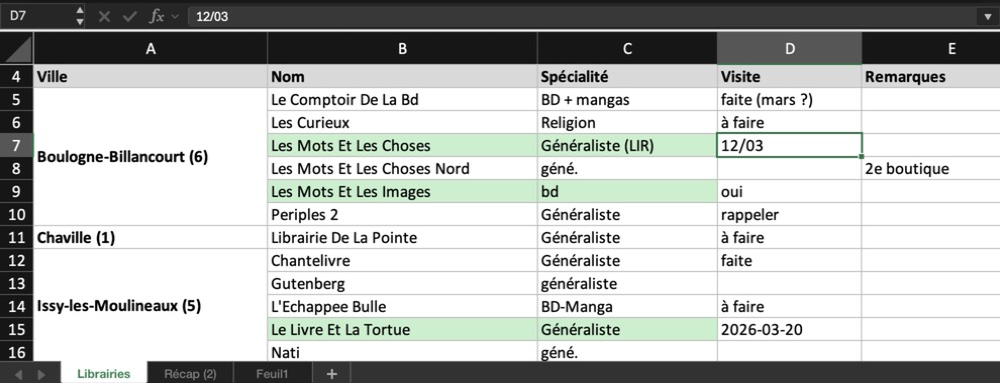 D7 fx 12/03
A B C D E
4 Ville Nom Spécialité Visite Remarques
5 Le Comptoir De La Bd BD + mangas faite (mars ?)
6 Les Curieux Religion à faire
7 Les Mots Et Les Choses Généraliste (LIR) 12/03
Boulogne-Billancourt (6)
8 Les Mots Et Les Choses Nord géné. 2e boutique
9 Les Mots Et Les Images bd oui
10 Periples 2 Généraliste rappeler
11 Chaville (1) Librairie De La Pointe Généraliste à faire
12 Chantelivre Généraliste faite
13 Gutenberg généraliste
14 Issy-les-Moulineaux (5) L'Echappee Bulle BD-Manga à faire
15 Le Livre Et La Tortue Généraliste 2026-03-20
16 Nati géné.
Librairies Récap (2) Feuil1 +